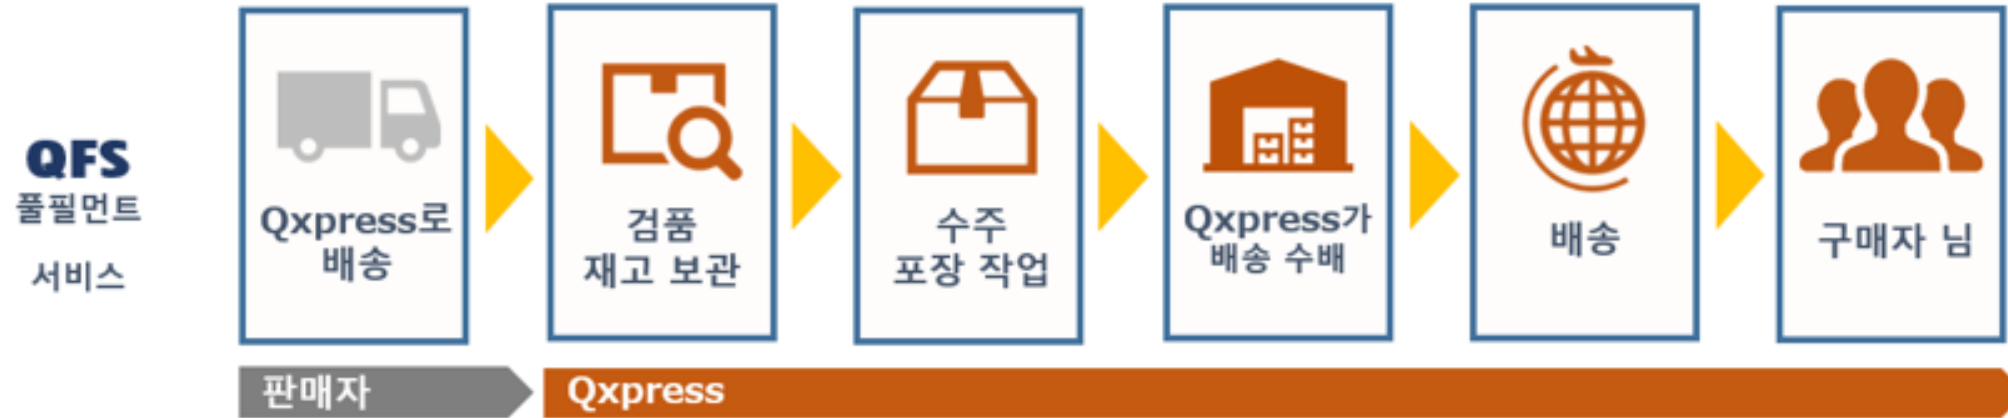 QFS
풀필먼트
서비스
Qxpress로
배송
검품
재고 보관
수주
포장 작업
Qxpress가
배송 수배
배송
구매자 님
판매자
Qxpress